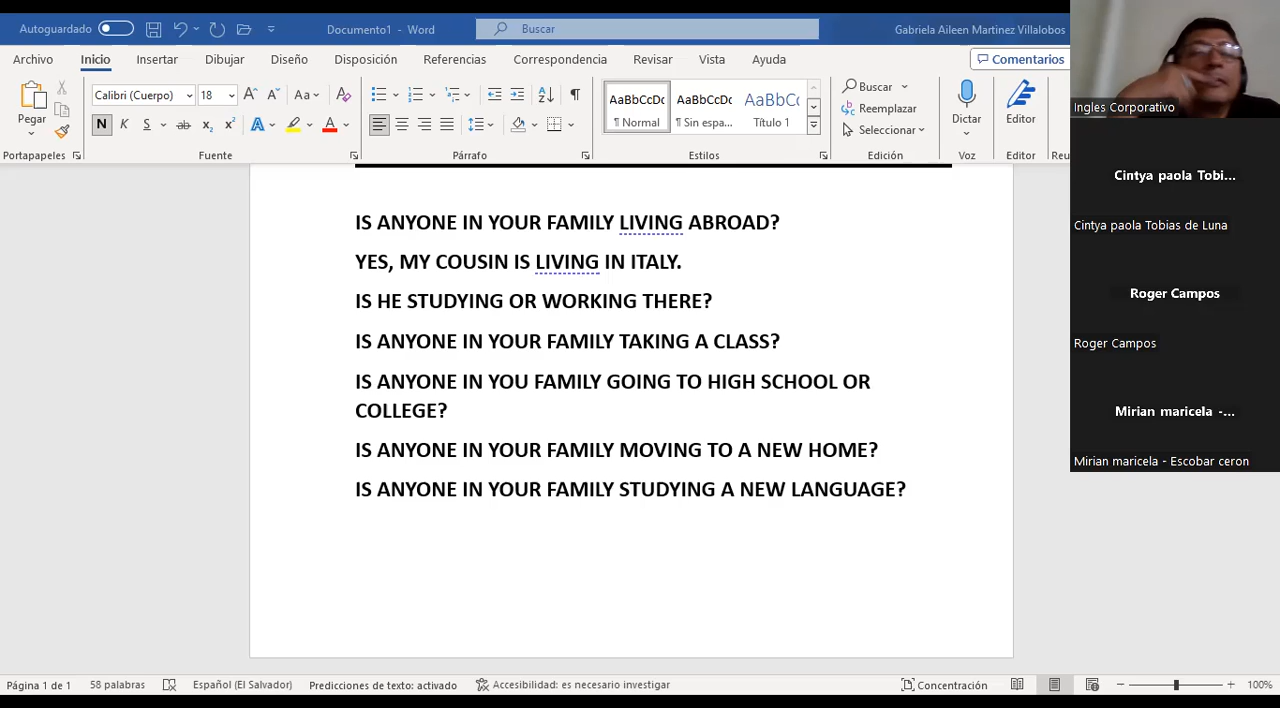 Autoguardado
Documento1 - Word
Buscar
Gabriela Aileen Martinez Villalobos
Archivo Inicio Insertar Dibujar Diseño Disposición Referencias Correspondencia Revisar Vista Ayuda
Comentarios
Pegar
Calibri (Cuerpo) 18 A A Aa A
N K S ab x₂ x² A A
AaBbCcDc AaBbCcDc AaBbCc
¶ Normal ¶ Sin espa... Título 1
Buscar
Reemplazar
Seleccionar
Dictar
Editor
Portapapeles Fuente Párrafo Estilos Edición Voz Editor Reu
IS ANYONE IN YOUR FAMILY LIVING ABROAD?
YES, MY COUSIN IS LIVING IN ITALY.
IS HE STUDYING OR WORKING THERE?
IS ANYONE IN YOUR FAMILY TAKING A CLASS?
IS ANYONE IN YOU FAMILY GOING TO HIGH SCHOOL OR
COLLEGE?
IS ANYONE IN YOUR FAMILY MOVING TO A NEW HOME?
IS ANYONE IN YOUR FAMILY STUDYING A NEW LANGUAGE?
Ingles Corporativo
Cintya paola Tobi...
Cintya paola Tobias de Luna
Roger Campos
Roger Campos
Mirian maricela -...
Mirian maricela - Escobar ceron
Página 1 de 1 58 palabras Español (El Salvador) Predicciones de texto: activado Accesibilidad: es necesario investigar Concentración 100%